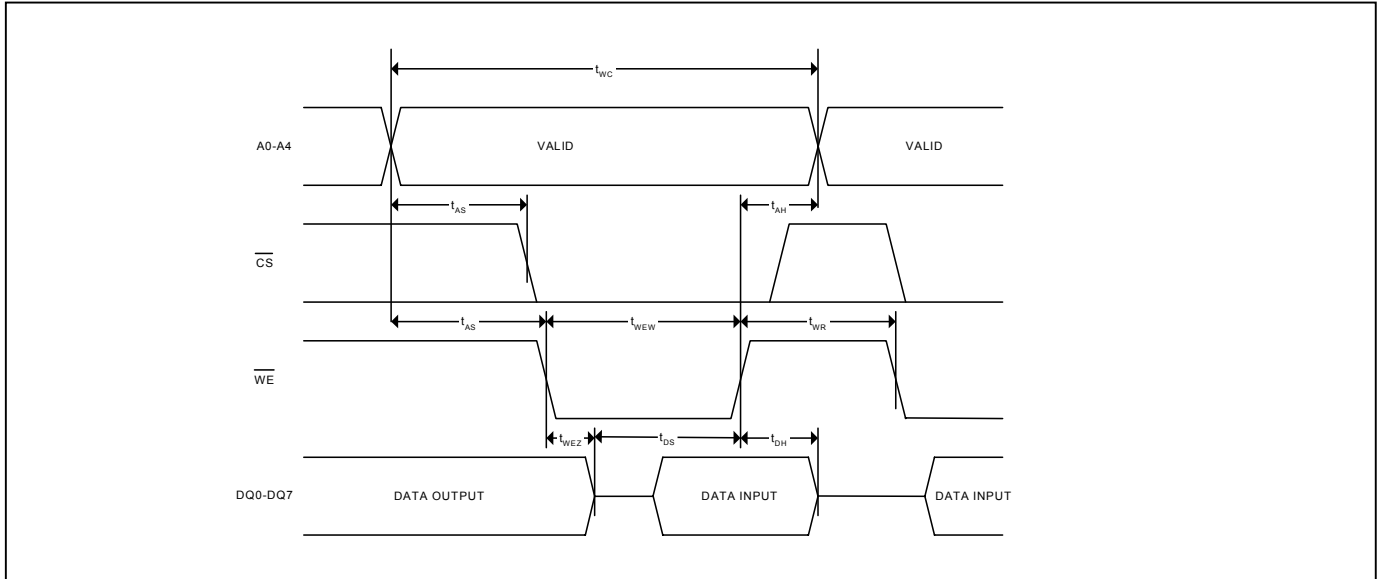 tWC
A0-A4 VALID VALID
tAS tAH
CS
tAS tWEW tWR
WE
tWEZ tDS tDH
DQ0-DQ7 DATA OUTPUT DATA INPUT DATA INPUT